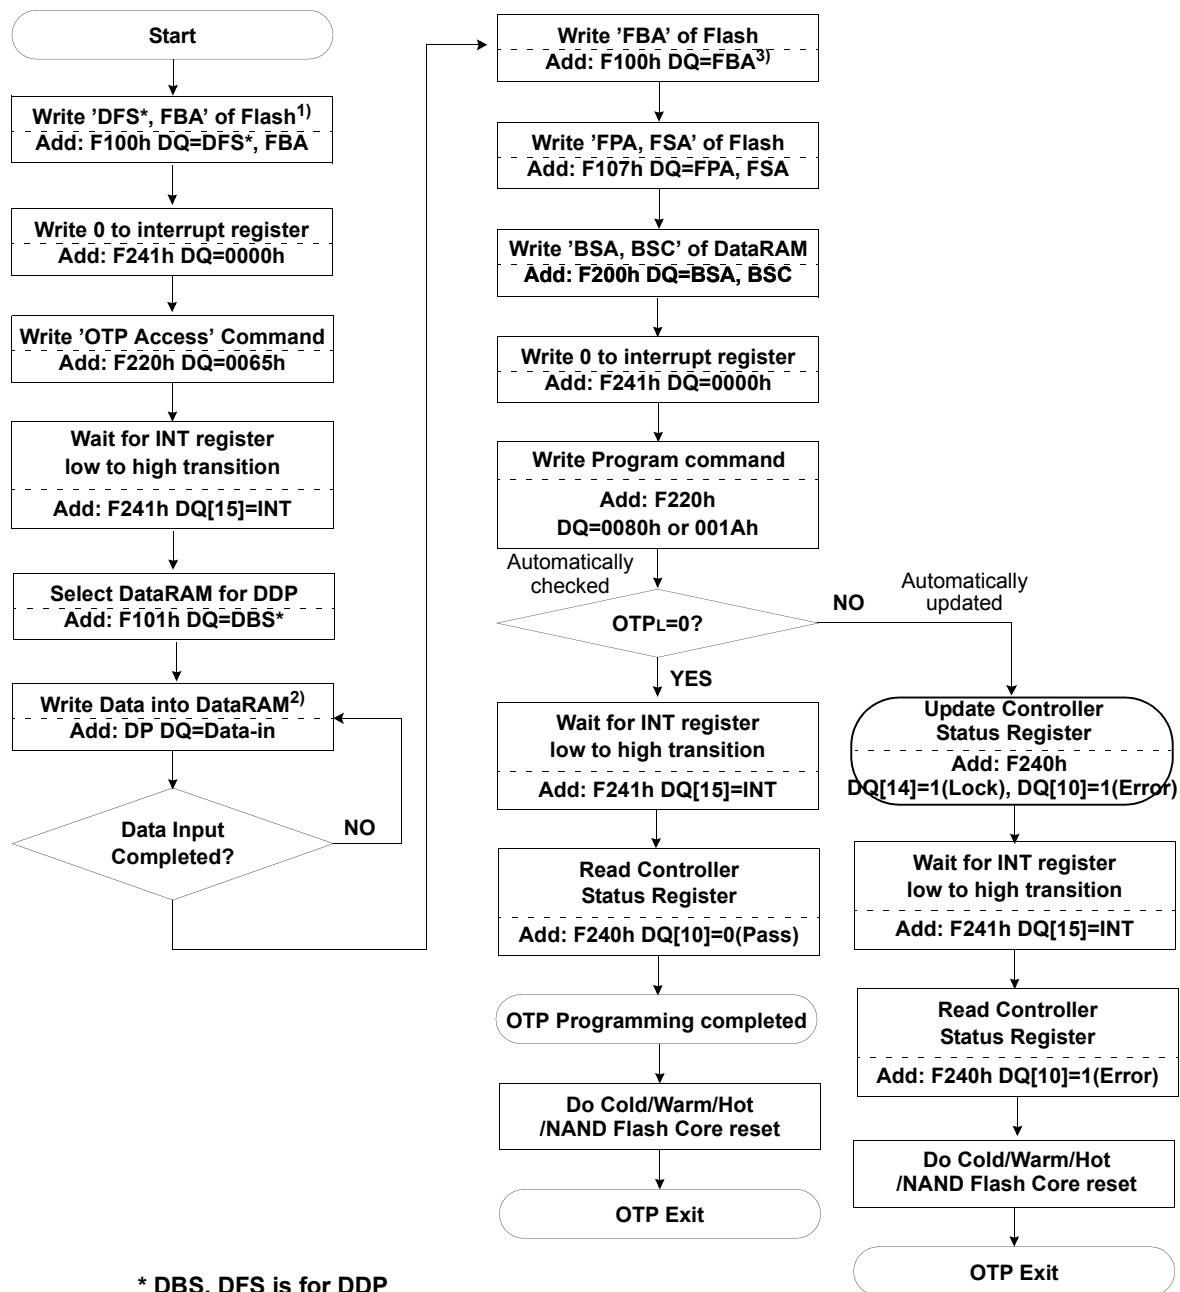 Start
Write ’DFS*, FBA’ of Flash1)
Add: F100h DQ=DFS*, FBA
Write 0 to interrupt register
Add: F241h DQ=0000h
Write ’OTP Access’ Command
Add: F220h DQ=0065h
Wait for INT register
low to high transition
Add: F241h DQ[15]=INT
Select DataRAM for DDP
Add: F101h DQ=DBS*
Write Data into DataRAM2)
Add: DP DQ=Data-in
Data Input
Completed?
NO
Write ’FBA’ of Flash
Add: F100h DQ=FBA3)
Write ’FPA, FSA’ of Flash
Add: F107h DQ=FPA, FSA
Write ’BSA, BSC’ of DataRAM
Add: F200h DQ=BSA, BSC
Write 0 to interrupt register
Add: F241h DQ=0000h
Write Program command
Add: F220h
DQ=0080h or 001Ah
Automatically
checked
OTPL=0?
YES
NO
Automatically
updated
Wait for INT register
low to high transition
Add: F241h DQ[15]=INT
Read Controller
Status Register
Add: F240h DQ[10]=0(Pass)
OTP Programming completed
Do Cold/Warm/Hot
/NAND Flash Core reset
OTP Exit
Update Controller
Status Register
Add: F240h
DQ[14]=1(Lock), DQ[10]=1(Error)
Wait for INT register
low to high transition
Add: F241h DQ[15]=INT
Read Controller
Status Register
Add: F240h DQ[10]=1(Error)
Do Cold/Warm/Hot
/NAND Flash Core reset
OTP Exit
* DBS, DFS is for DDP